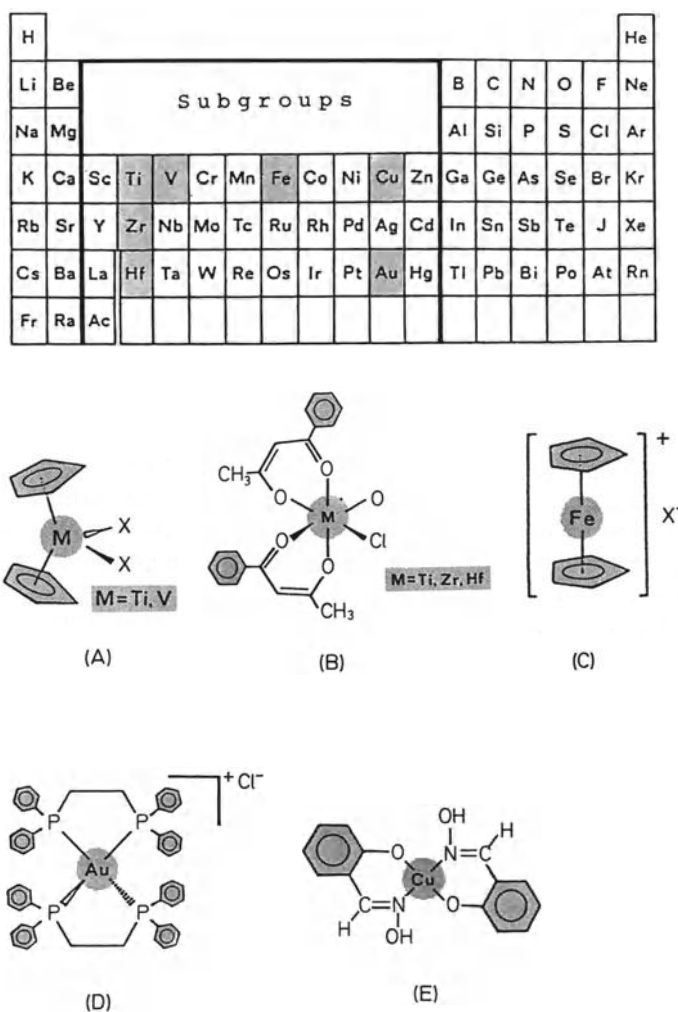 H He
Li Be B C N O F Ne
Subgroups
Na Mg Al Si P S Cl Ar
K Ca Sc Ti V Cr Mn Fe Co Ni Cu Zn Ga Ge As Se Br Kr
Rb Sr Y Zr Nb Mo Tc Ru Rh Pd Ag Cd In Sn Sb Te J Xe
Cs Ba La Hf Ta W Re Os Ir Pt Au Hg Tl Pb Bi Po At Rn
Fr Ra Ac
M
X
X
M=Ti,V
(A)
CH₃
O
O
O
M
Cl
O
O
CH₃
M=Ti, Zr, Hf
(B)
+
Fe
X⁻
(C)
+ Cl⁻
P P
Au
P P
(D)
OH
H
O
N=C
Cu
C=N
O
H
OH
(E)